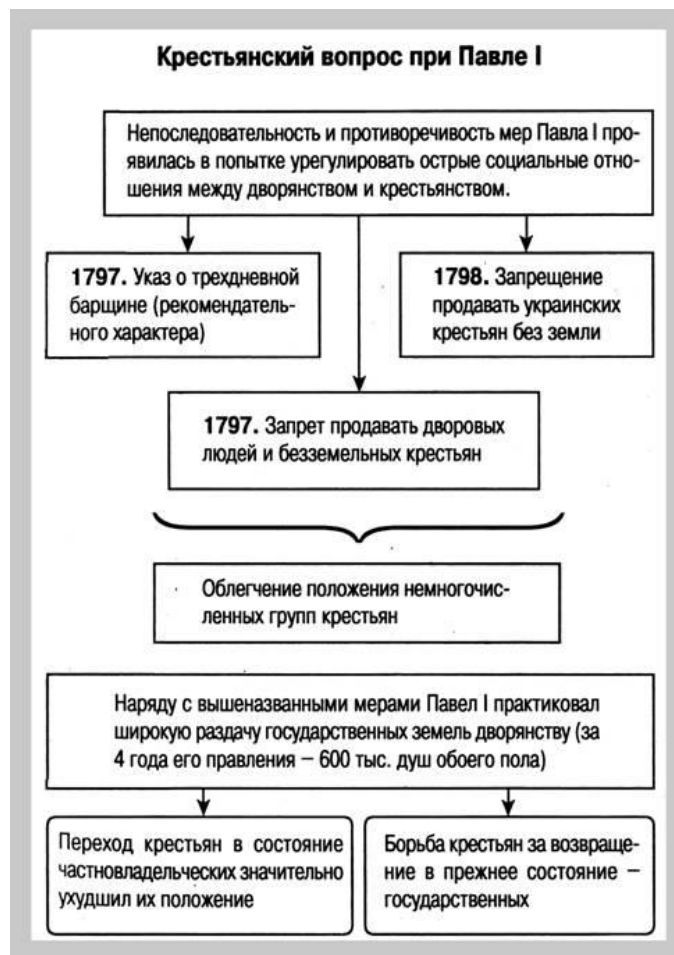 Крестьянский вопрос при Павле I
Непоследовательность и противоречивость мер Павла I про-
явилась в попытке урегулировать острые социальные отно-
шения между дворянством и крестьянством.
1797. Указ о трехдневной
барщине (рекомендатель-
ного характера)
1798. Запрещение
продавать украинских
крестьян без земли
1797. Запрет продавать дворовых
людей и безземельных крестьян
Облегчение положения немногочис-
ленных групп крестьян
Наряду с вышеназванными мерами Павел I практиковал
широкую раздачу государственных земель дворянству (за
4 года его правления – 600 тыс. душ обоего пола)
Переход крестьян в состояние
частновладельческих значительно
ухудшил их положение
Борьба крестьян за возвраще-
ние в прежнее состояние –
государственных